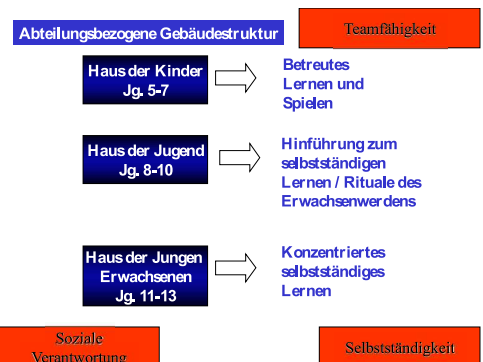 Abteilungsbezogene Gebäudestruktur
Teamfähigkeit
Haus der Kinder
Jg. 5-7
Betreutes
Lernen und
Spielen
Haus der Jugend
Jg. 8-10
Hinführung zum
selbstständigen
Lernen / Rituale des
Erwachsenwerdens
Haus der Jungen
Erwachsenen
Jg. 11-13
Konzentriertes
selbstständiges
Lernen
Soziale
Verantwortung
Selbstständigkeit